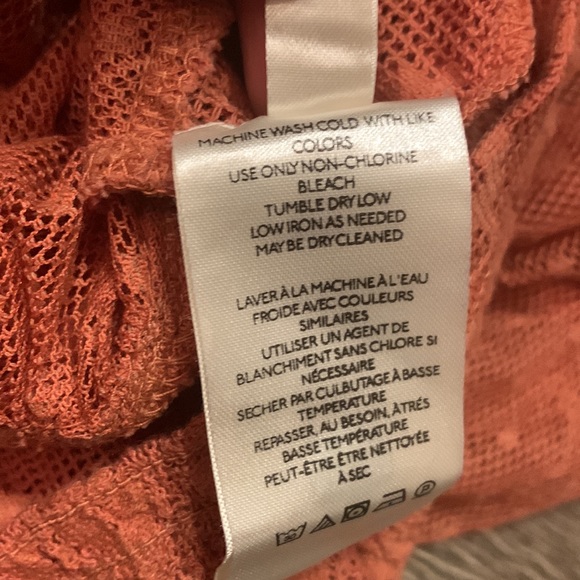 MACHINE WASH COLD WITH LIKE
COLORS
USE ONLY NON-CHLORINE
BLEACH
TUMBLE DRY LOW
LOW IRON AS NEEDED
MAY BE DRYCLEANED
LAVER À LA MACHINE À L'EAU
FROIDE AVEC COULEURS
SIMILAIRES
UTILISER UN AGENT DE
BLANCHIMENT SANS CHLORE SI
NÉCESSAIRE
SECHER PAR CULBUTAGE À BASSE
TEMPERATURE
REPASSER, AU BESOIN, À TRÉS
BASSE TEMPÉRATURE
PEUT-ÊTRE ÊTRE NETTOYÉE
À SEC